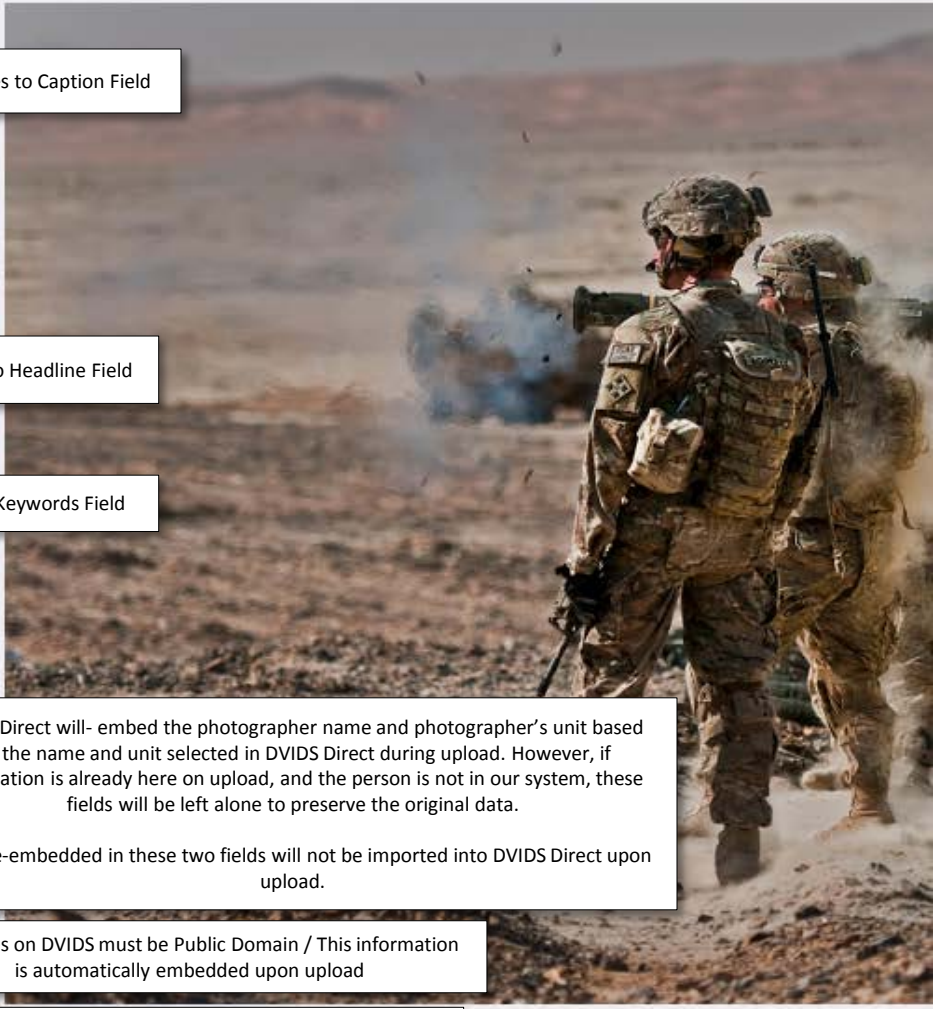 s to Caption Field
Headline Field
Keywords Field
Direct will- embed the photographer name and photographer's unit based
the name and unit selected in DVIDS Direct during upload. However, if
ation is already here on upload, and the person is not in our system, these
fields will be left alone to preserve the original data.
e-embedded in these two fields will not be imported into DVIDS Direct upon
upload.
s on DVIDS must be Public Domain / This information
is automatically embedded upon upload